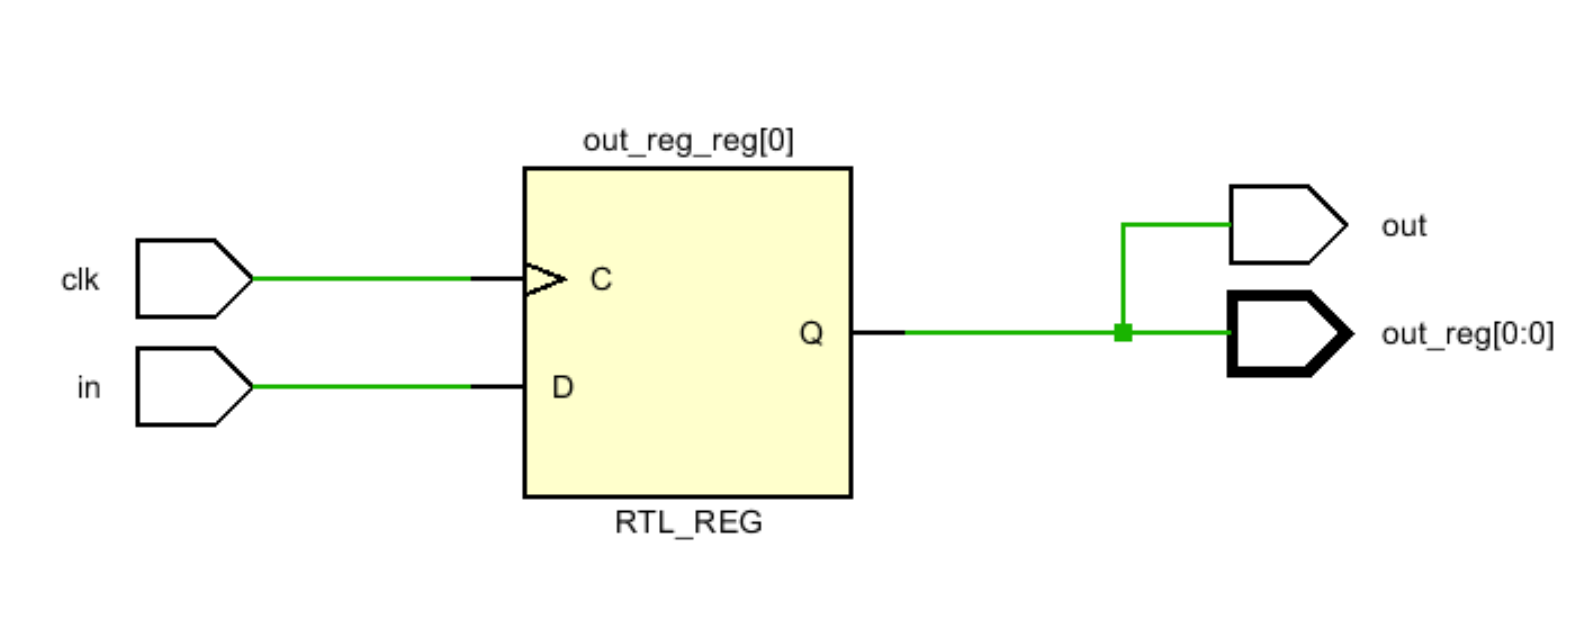 out_reg_reg[0]
clk
C
in
D
Q
RTL_REG
out
out_reg[0:0]